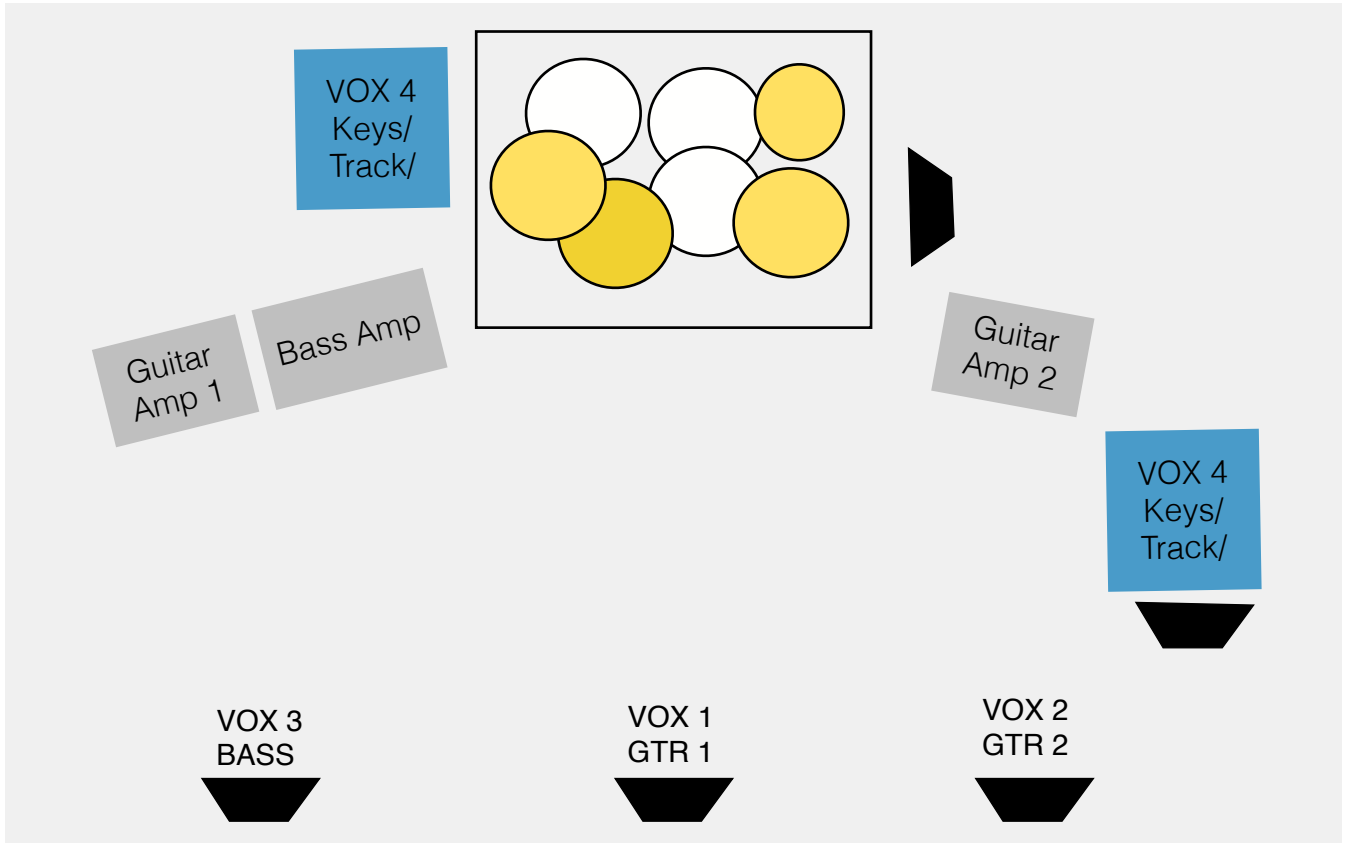 VOX 4
Keys/
Track/
Guitar
Amp 1
Bass Amp
Guitar
Amp 2
VOX 4
Keys/
Track/
VOX 3
BASS
VOX 1
GTR 1
VOX 2
GTR 2